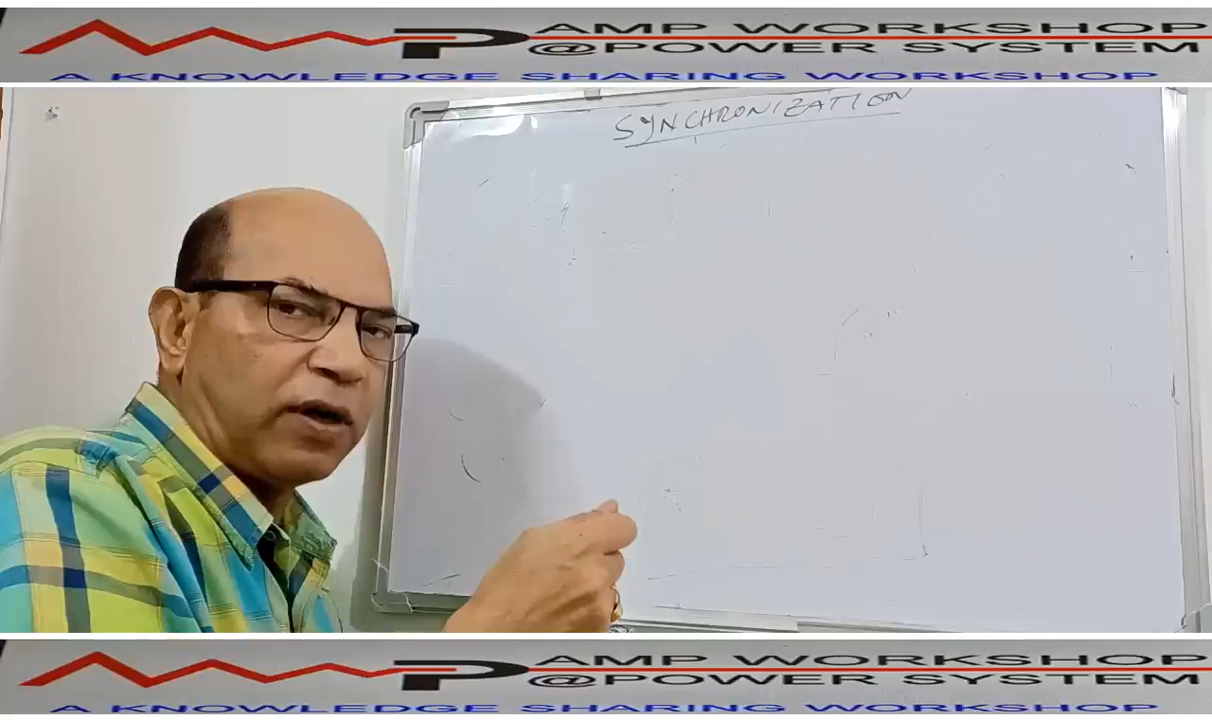 AMP WORKSHOP
@POWER SYSTEM
A KNOWLEDGE SHARING WORKSHOP
SYNCHRONIZATION
AMP WORKSHOP
@POWER SYSTEM
A KNOWLEDGE SHARING WORKSHOP